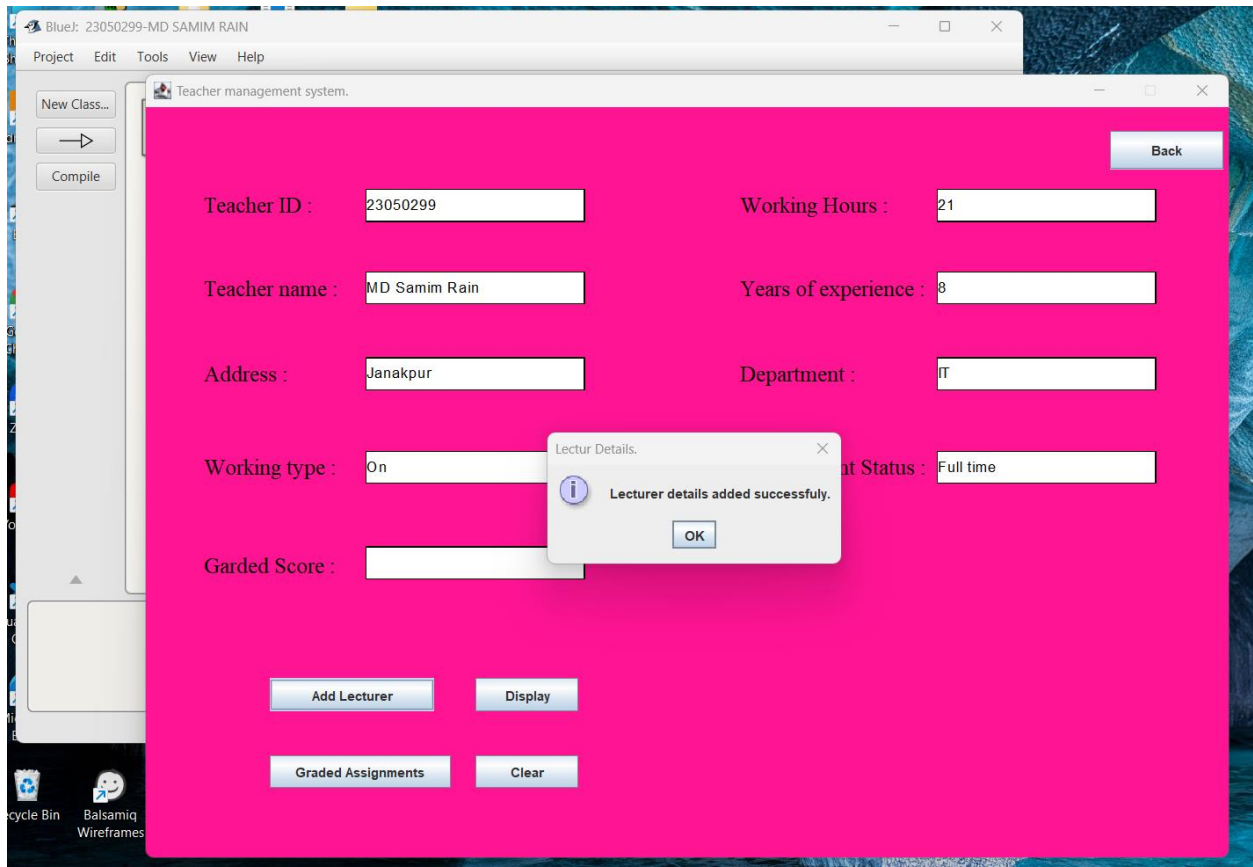 BlueJ: 23050299-MD SAMIM RAIN
Project Edit Tools View Help
New Class...
Compile
Teacher management system.
Back
Teacher ID : 23050299
Working Hours : 21
Teacher name : MD Samim Rain
Years of experience : 8
Address : Janakpur
Department : IT
Working type : On
nt Status : Full time
Lectur Details.
Lecturer details added successfuly.
OK
Garded Score :
Add Lecturer
Display
Graded Assignments
Clear
ecycle Bin
Balsamiq
Wireframes